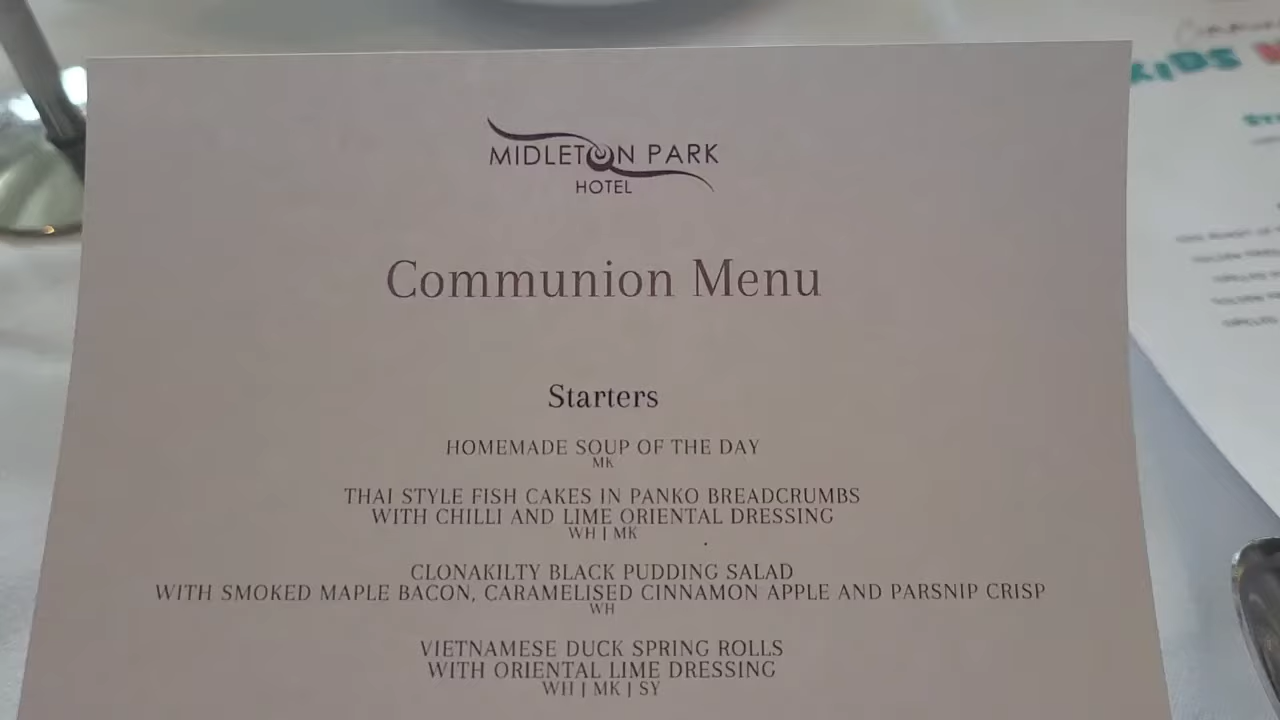 MIDLETON PARK
HOTEL
Communion Menu
Starters
HOMEMADE SOUP OF THE DAY
MK
THAI STYLE FISH CAKES IN PANKO BREADCRUMBS
WITH CHILLI AND LIME ORIENTAL DRESSING
WH | MK
CLONAKILTY BLACK PUDDING SALAD
WITH SMOKED MAPLE BACON, CARAMELISED CINNAMON APPLE AND PARSNIP CRISP
WH
VIETNAMESE DUCK SPRING ROLLS
WITH ORIENTAL LIME DRESSING
WH | MK | SY
KIDS